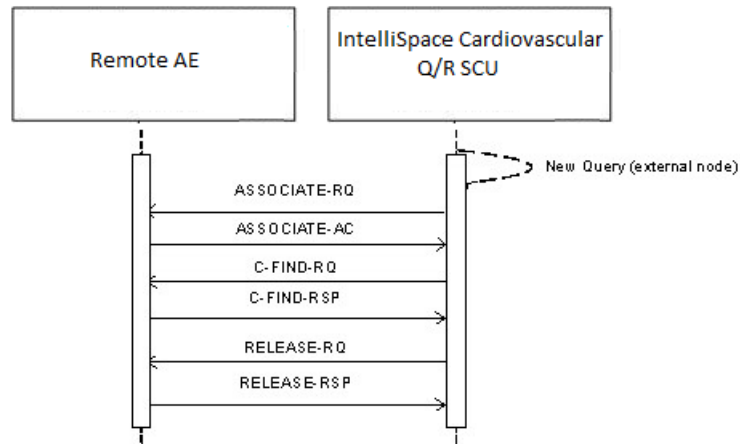 Remote AE
IntelliSpace Cardiovascular
Q/R SCU
New Query (external node)
ASSOCIATE-RQ
ASSOCIATE-AC
C-FIND-RQ
C-FIND-RSP
RELEASE-RQ
RELEASE-RSP